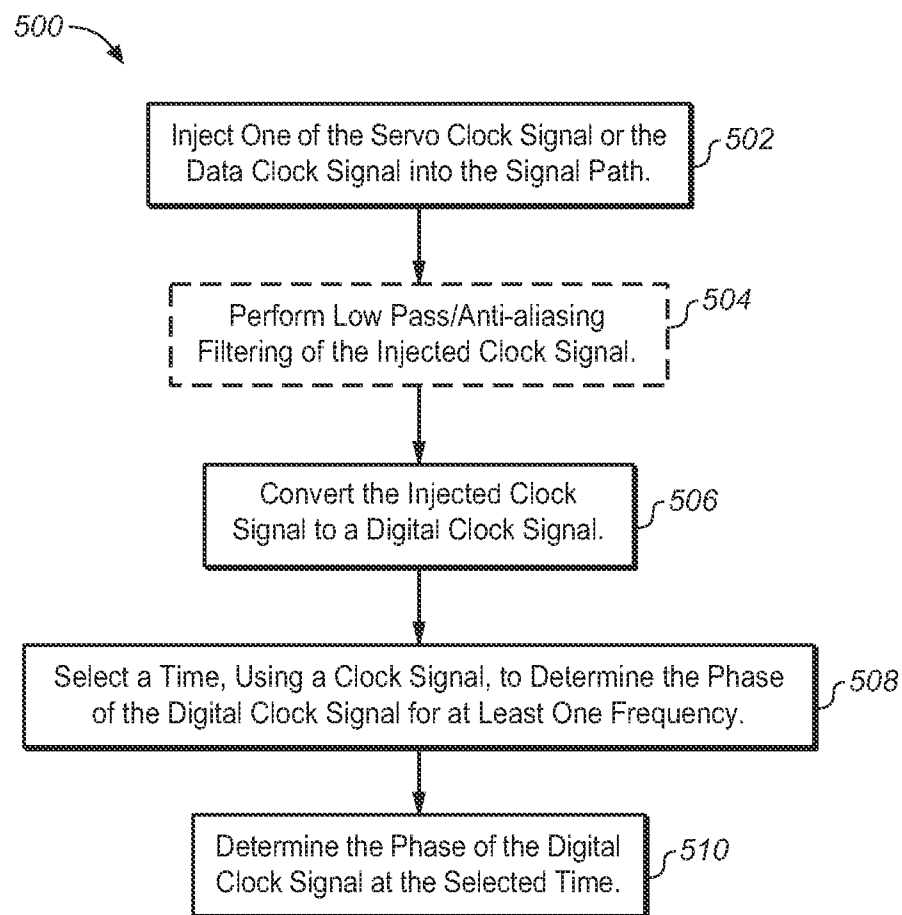 500
Inject One of the Servo Clock Signal or the
Data Clock Signal into the Signal Path.
502
Perform Low Pass/Anti-aliasing
Filtering of the Injected Clock Signal.
504
Convert the Injected Clock
Signal to a Digital Clock Signal.
506
Select a Time, Using a Clock Signal, to Determine the Phase
of the Digital Clock Signal for at Least One Frequency.
508
Determine the Phase of the Digital
Clock Signal at the Selected Time.
510